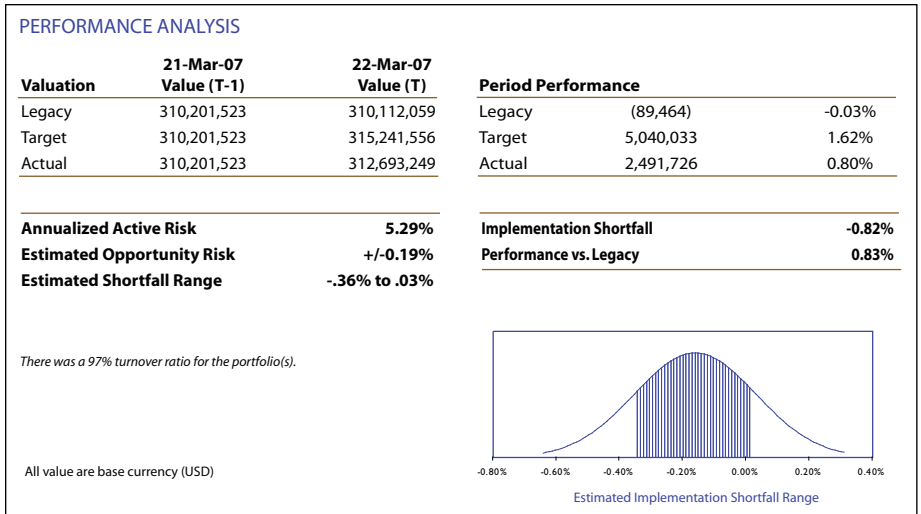 PERFORMANCE ANALYSIS
21-Mar-07 22-Mar-07
Valuation Value (T-1) Value (T)
Legacy 310,201,523 310,112,059
Target 310,201,523 315,241,556
Actual 310,201,523 312,693,249
Period Performance
Legacy (89,464) -0.03%
Target 5,040,033 1.62%
Actual 2,491,726 0.80%
Annualized Active Risk 5.29%
Estimated Opportunity Risk +/-0.19%
Estimated Shortfall Range -.36% to .03%
Implementation Shortfall -0.82%
Performance vs. Legacy 0.83%
There was a 97% turnover ratio for the portfolio(s).
All value are base currency (USD)
-0.80% -0.60% -0.40% -0.20% 0.00% 0.20% 0.40%
Estimated Implementation Shortfall Range